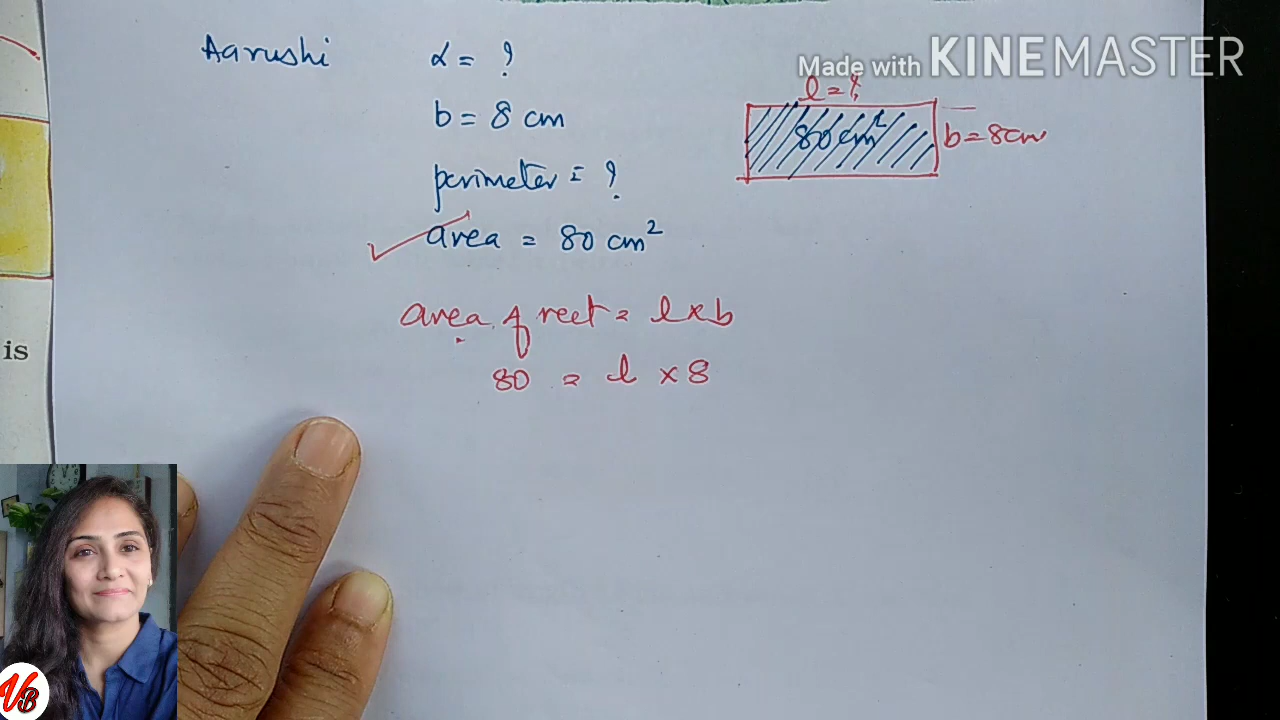 Made with KINEMASTER
Aarushi
l = ?
b = 8 cm
perimeter = ?
area = 80 cm²
l = ?
80 cm²
b = 8cm
area of rect = l × b
80 = l × 8
is
VB